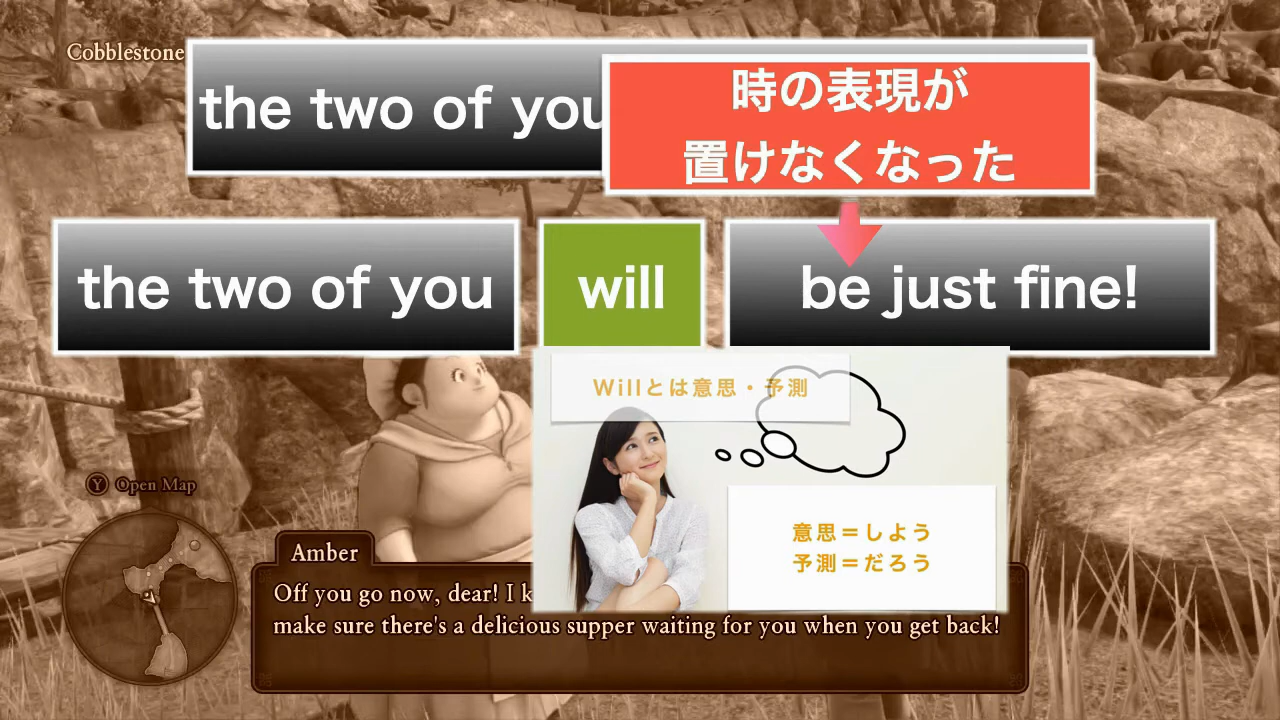 Cobblestone
the two of you
時の表現が
置けなくなった
the two of you
will
be just fine!
Willとは意思・予測
意思=しよう
予測=だろう
Y Open Map
Amber
Off you go now, dear! I
make sure there's a delicious supper waiting for you when you get back!